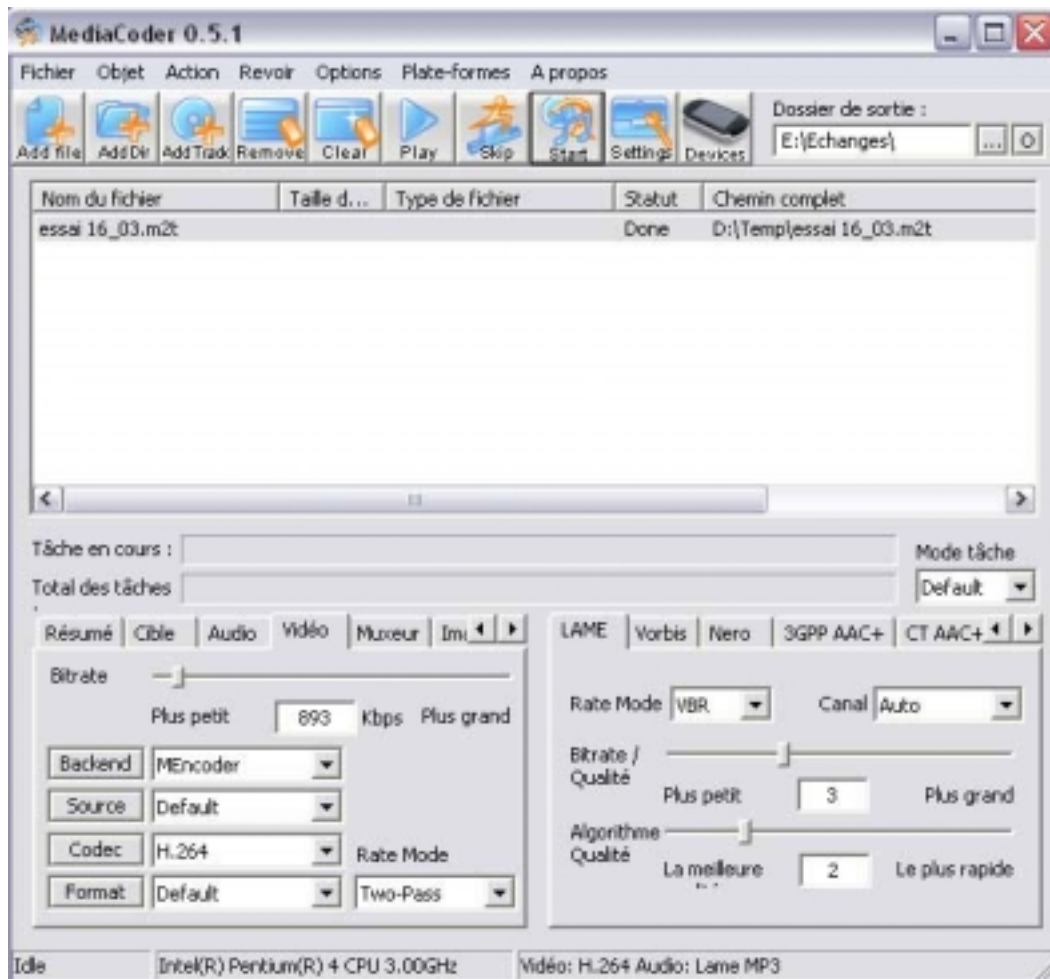 MediaCoder 0.5.1
Fichier Objet Action Revoir Options Plate-formes A propos
Add file Add Dir Add Track Remove Clear Play Skip Start Settings Devices
Dossier de sortie :
E:\Echanges\ ... O
Nom du fichier Taille d... Type de fichier Statut Chemin complet
essai 16_03.m2t Done D:\Temp\essai 16_03.m2t
Tâche en cours :
Mode tâche
Total des tâches
Default
Résumé Cible Audio Vidéo Muxeur
LAME Vorbis Nero 3GPP AAC+ CT AAC+
Bitrate
Plus petit 893 Kbps Plus grand
Backend MEncoder
Source Default
Codec H.264 Rate Mode
Format Default Two-Pass
Rate Mode VBR Canal Auto
Bitrate /
Qualité
Plus petit 3 Plus grand
Algorithme
Qualité
La meilleure 2 Le plus rapide
Idle Intel(R) Pentium(R) 4 CPU 3.00GHz Vidéo: H.264 Audio: Lame MP3